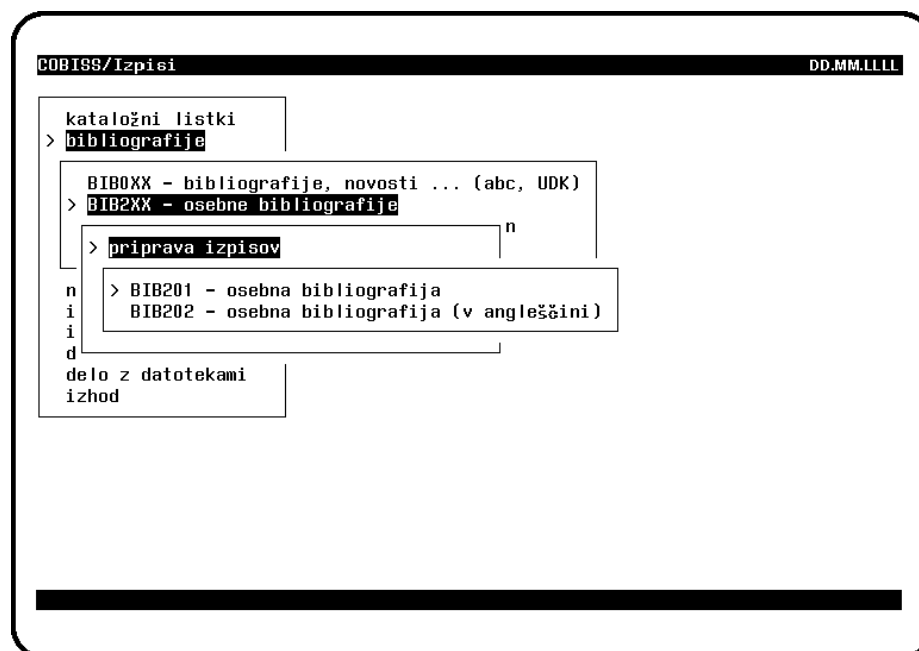 COBISS/Izpisi DD.MM.LLLL
kataložni listki
> bibliografije
BIB0XX - bibliografije, novosti ... (abc, UDK)
> BIB2XX - osebne bibliografije
n
> priprava izpisov
n > BIB201 - osebna bibliografija
i BIB202 - osebna bibliografija (v angleščini)
i
d
delo z datotekami
izhod